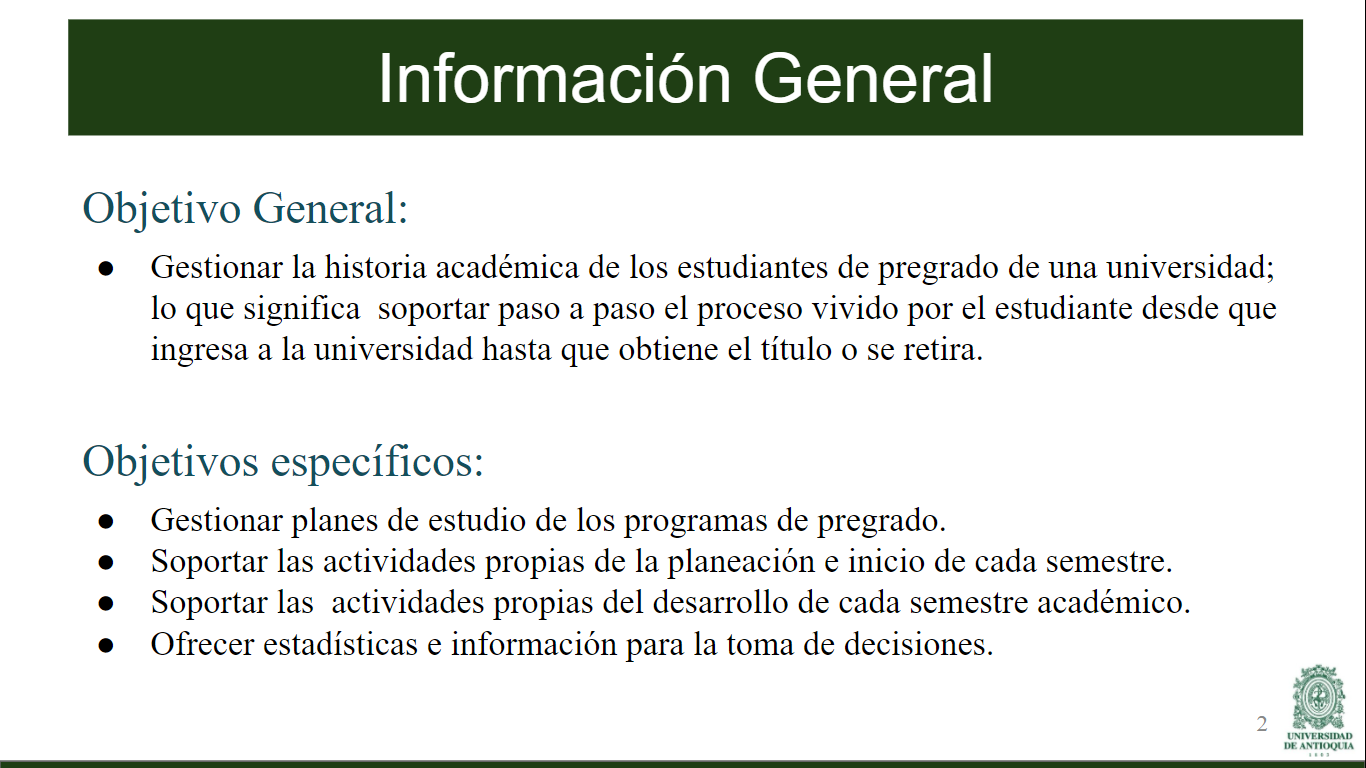 Información General
Objetivo General:
● Gestionar la historia académica de los estudiantes de pregrado de una universidad;
lo que significa  soportar paso a paso el proceso vivido por el estudiante desde que
ingresa a la universidad hasta que obtiene el título o se retira.
Objetivos específicos:
● Gestionar planes de estudio de los programas de pregrado.
● Soportar las actividades propias de la planeación e inicio de cada semestre.
● Soportar las  actividades propias del desarrollo de cada semestre académico.
● Ofrecer estadísticas e información para la toma de decisiones.
2
UNIVERSIDAD
DE ANTIOQUIA
1803